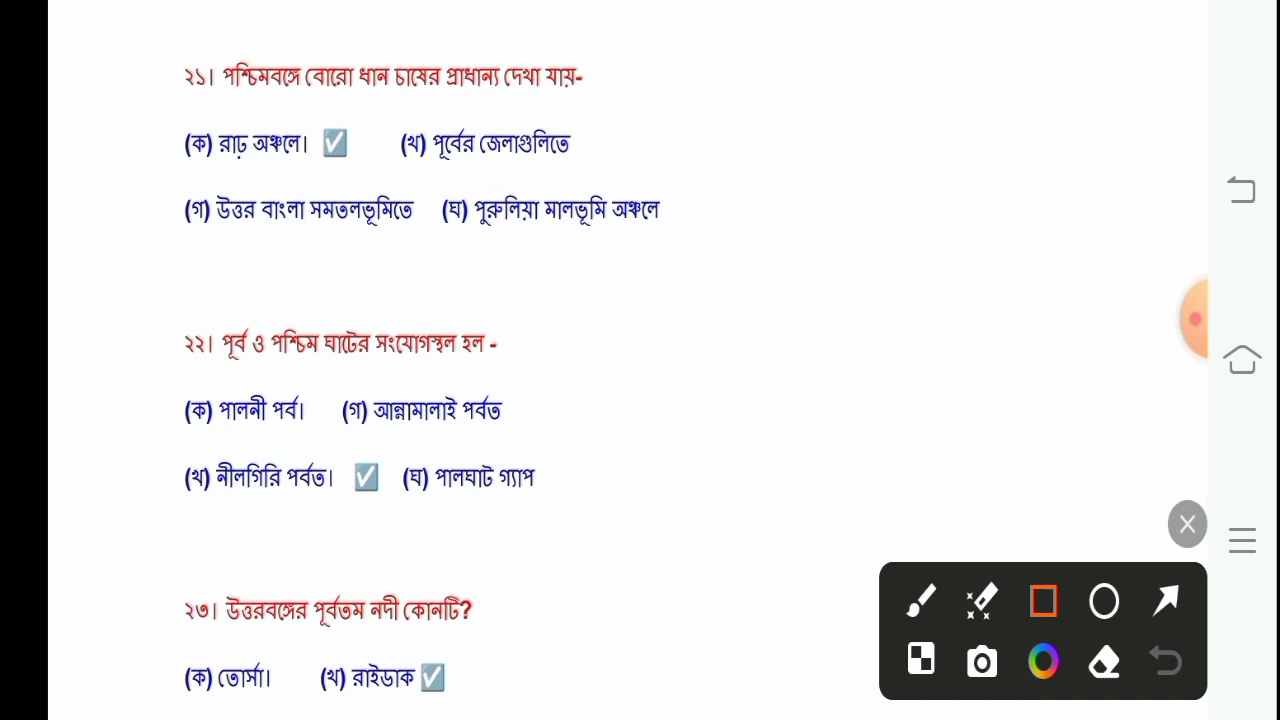 ২১। পশ্চিমবঙ্গে বোরো ধান চাষের প্রাধান্য দেখা যায়-
(ক) রাঢ় অঞ্চলে। ☑ (খ) পূর্বের জেলাগুলিতে
(গ) উত্তর বাংলা সমতলভূমিতে (ঘ) পুরুলিয়া মালভূমি অঞ্চলে
২২। পূর্ব ও পশ্চিম ঘাটের সংযোগস্থল হল -
(ক) পালনী পর্ব। (গ) আন্নামালাই পর্বত
(খ) নীলগিরি পর্বত। ☑ (ঘ) পালঘাট গ্যাপ
২৩। উত্তরবঙ্গের পূর্বতম নদী কোনটি?
(ক) তোর্সা। (খ) রাইডাক ☑